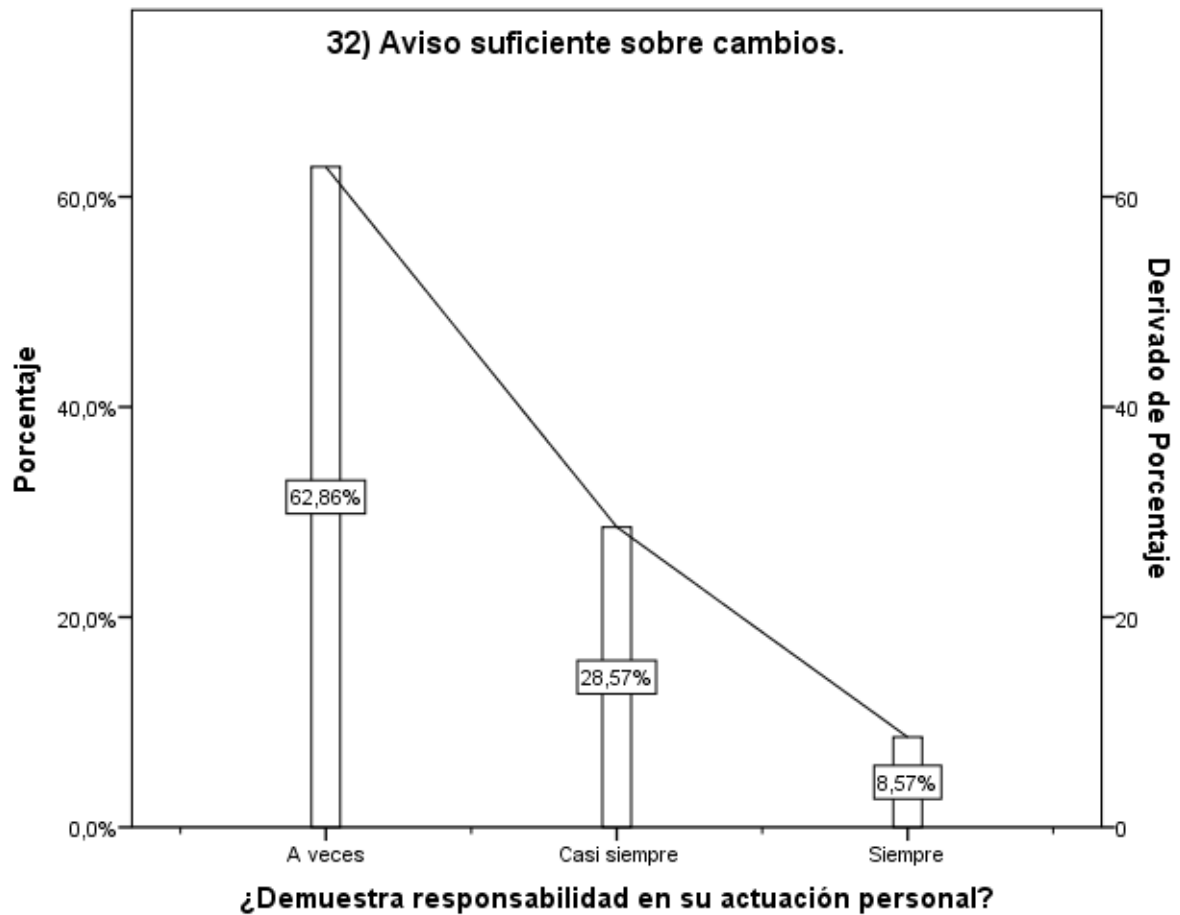 32) Aviso suficiente sobre cambios.
Porcentaje
60,0%
40,0%
20,0%
0,0%
62,86%
28,57%
8,57%
60
40
20
0
Derivado de Porcentaje
A veces
Casi siempre
Siempre
¿Demuestra responsabilidad en su actuación personal?